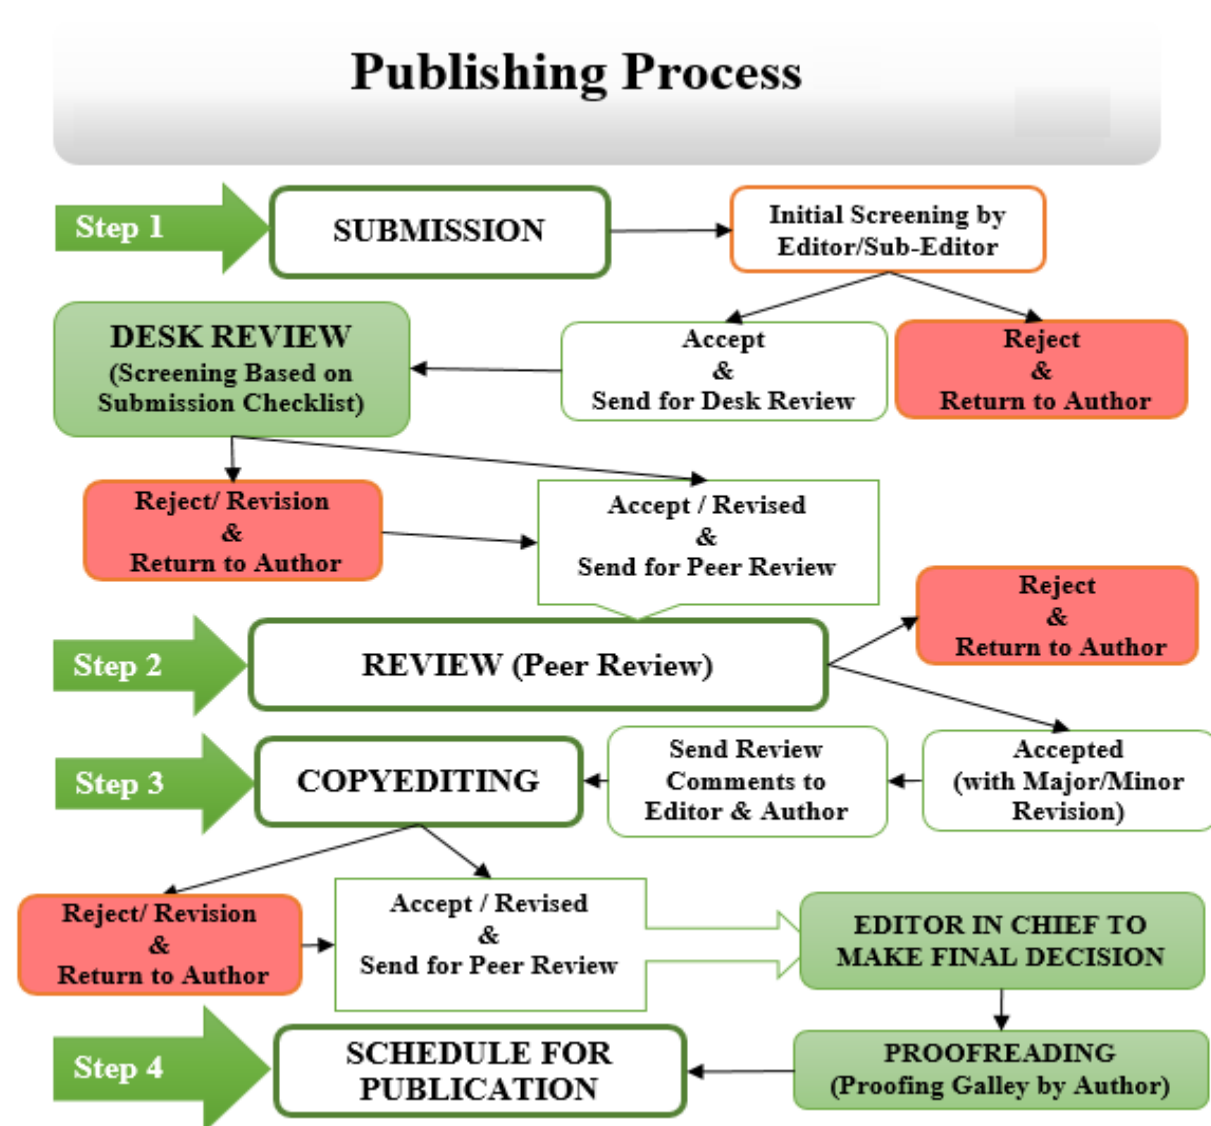 Publishing Process
Step 1
SUBMISSION
Initial Screening by
Editor/Sub-Editor
DESK REVIEW
(Screening Based on
Submission Checklist)
Accept
&
Send for Desk Review
Reject
&
Return to Author
Reject/ Revision
&
Return to Author
Accept / Revised
&
Send for Peer Review
Reject
&
Return to Author
Step 2
REVIEW (Peer Review)
Step 3
COPYEDITING
Send Review
Comments to
Editor & Author
Accepted
(with Major/Minor
Revision)
Reject/ Revision
&
Return to Author
Accept / Revised
&
Send for Peer Review
EDITOR IN CHIEF TO
MAKE FINAL DECISION
Step 4
SCHEDULE FOR
PUBLICATION
PROOFREADING
(Proofing Galley by Author)